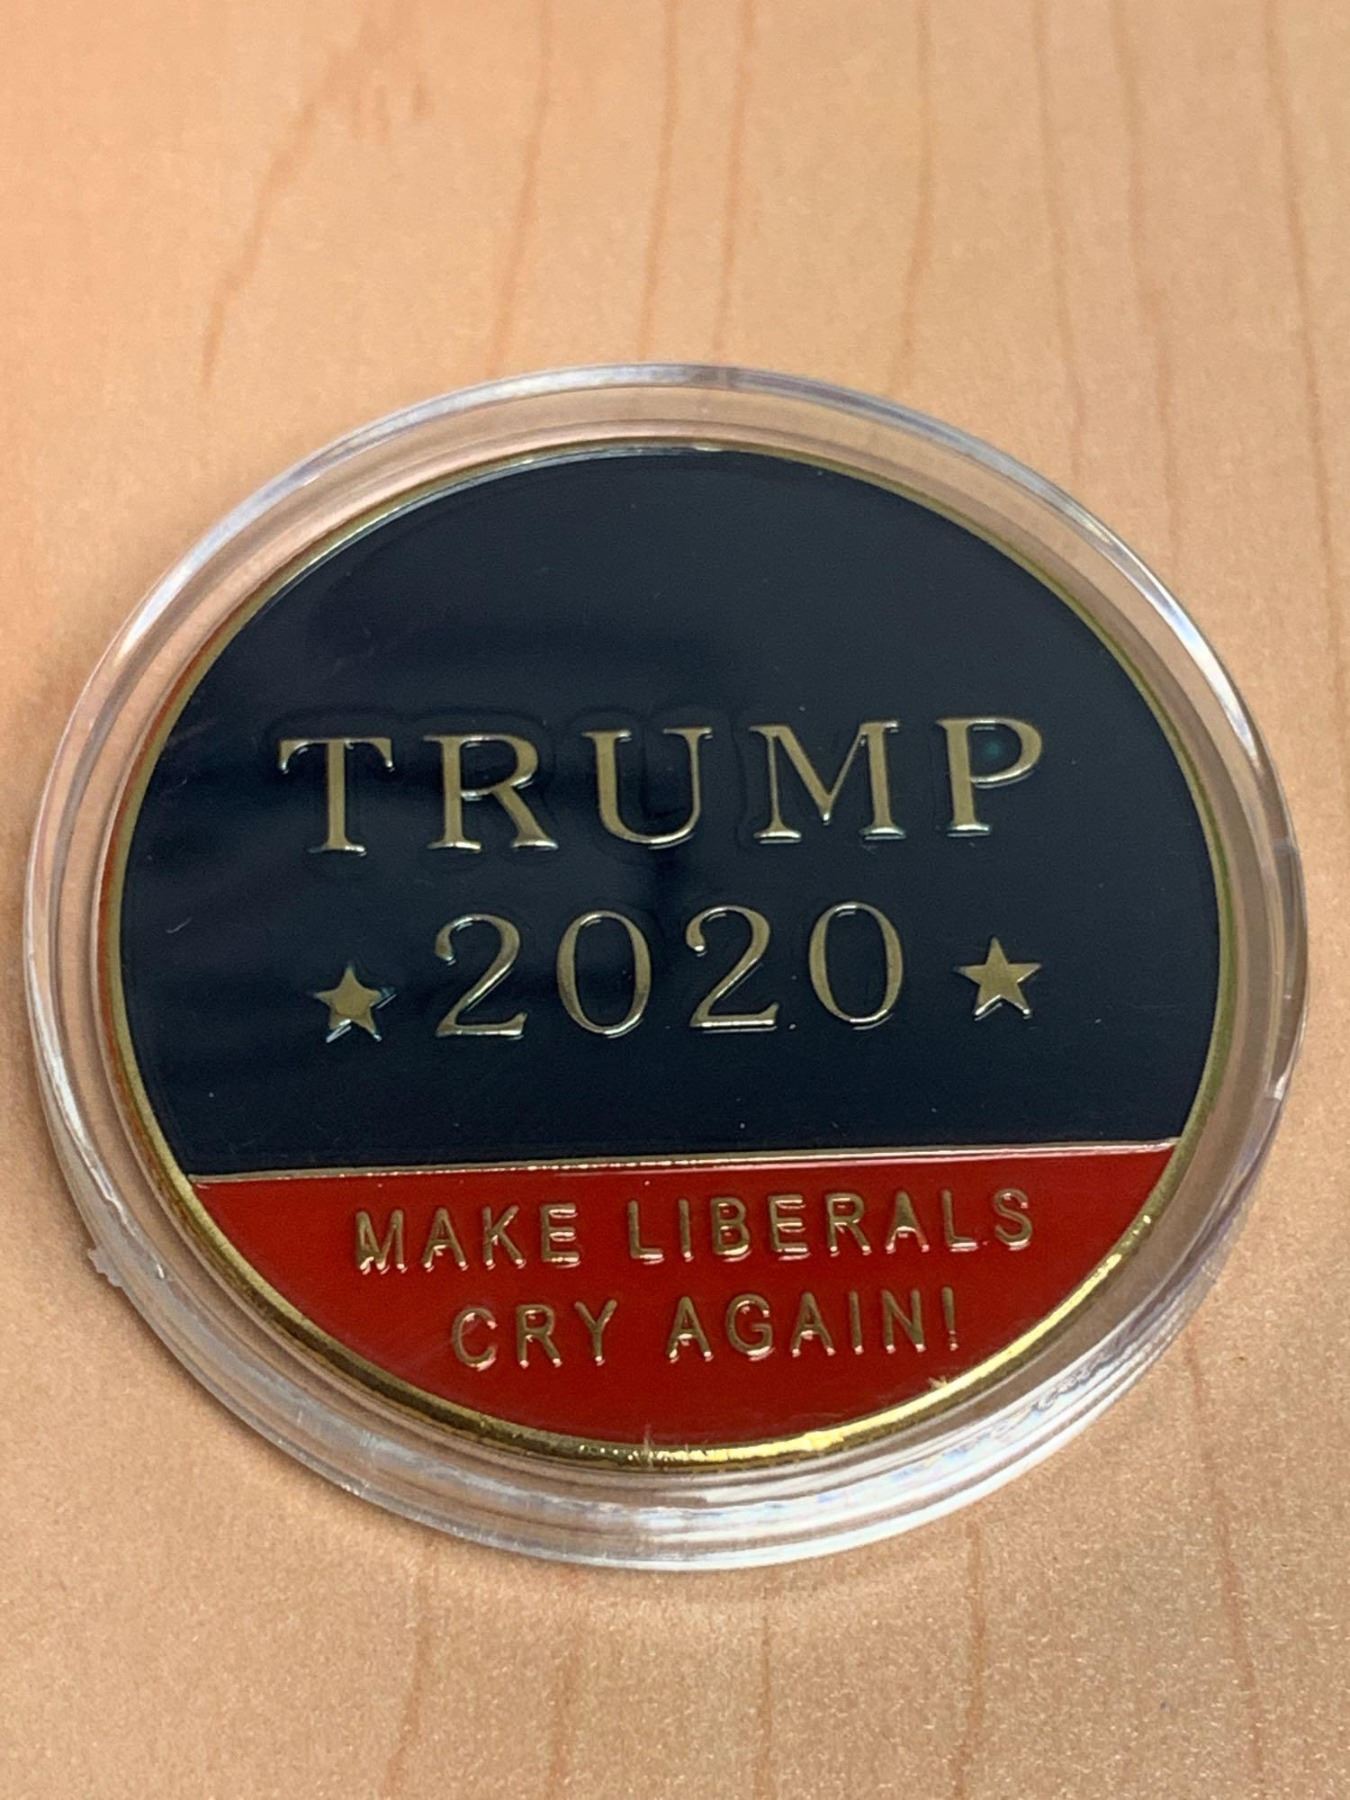 TRUMP
2020
MAKE LIBERALS
CRY AGAIN!